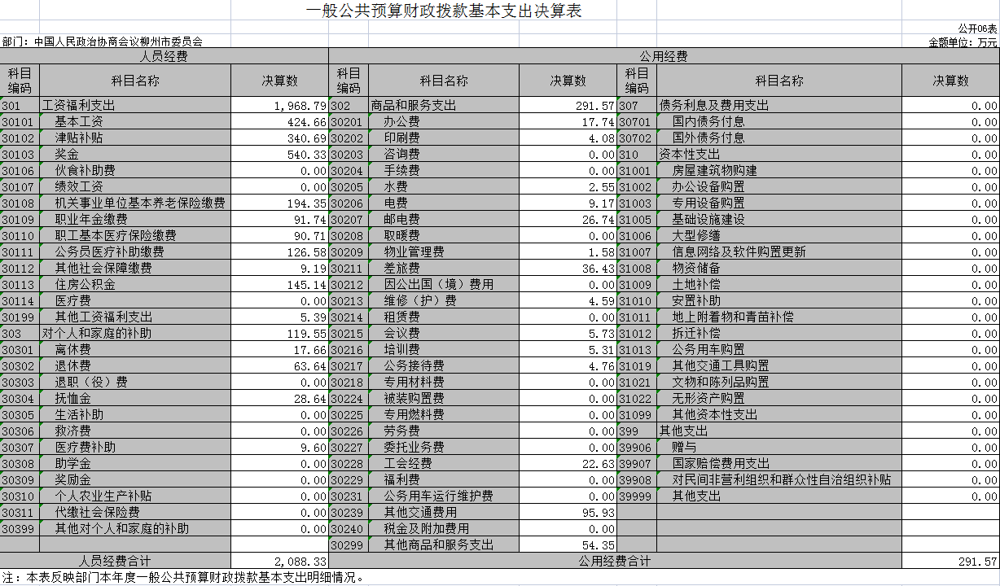 一般公共预算财政拨款基本支出决算表
公开06表
部门：中国人民政治协商会议柳州市委员会 金额单位：万元
人员经费 公用经费
科目编码 科目名称 决算数 科目编码 科目名称 决算数 科目编码 科目名称 决算数
301 工资福利支出 1,968.79 302 商品和服务支出 291.57 307 债务利息及费用支出 0.00
30101 基本工资 424.66 30201 办公费 17.74 30701 国内债务付息 0.00
30102 津贴补贴 340.69 30202 印刷费 4.08 30702 国外债务付息 0.00
30103 奖金 540.33 30203 咨询费 0.00 310 资本性支出 0.00
30106 伙食补助费 0.00 30204 手续费 0.00 31001 房屋建筑物购建 0.00
30107 绩效工资 0.00 30205 水费 2.55 31002 办公设备购置 0.00
30108 机关事业单位基本养老保险缴费 194.35 30206 电费 9.17 31003 专用设备购置 0.00
30109 职业年金缴费 91.74 30207 邮电费 26.74 31005 基础设施建设 0.00
30110 职工基本医疗保险缴费 90.71 30208 取暖费 0.00 31006 大型修缮 0.00
30111 公务员医疗补助缴费 126.58 30209 物业管理费 1.58 31007 信息网络及软件购置更新 0.00
30112 其他社会保障缴费 9.19 30211 差旅费 36.43 31008 物资储备 0.00
30113 住房公积金 145.14 30212 因公出国（境）费用 0.00 31009 土地补偿 0.00
30114 医疗费 0.00 30213 维修（护）费 4.59 31010 安置补助 0.00
30199 其他工资福利支出 5.39 30214 租赁费 0.00 31011 地上附着物和青苗补偿 0.00
303 对个人和家庭的补助 119.55 30215 会议费 5.73 31012 拆迁补偿 0.00
30301 离休费 17.66 30216 培训费 5.31 31013 公务用车购置 0.00
30302 退休费 63.64 30217 公务接待费 4.76 31019 其他交通工具购置 0.00
30303 退职（役）费 0.00 30218 专用材料费 0.00 31021 文物和陈列品购置 0.00
30304 抚恤金 28.64 30224 被装购置费 0.00 31022 无形资产购置 0.00
30305 生活补助 0.00 30225 专用燃料费 0.00 31099 其他资本性支出 0.00
30306 救济费 0.00 30226 劳务费 0.00 399 其他支出 0.00
30307 医疗费补助 9.60 30227 委托业务费 0.00 39906 赠与 0.00
30308 助学金 0.00 30228 工会经费 22.63 39907 国家赔偿费用支出 0.00
30309 奖励金 0.00 30229 福利费 0.00 39908 对民间非营利组织和群众性自治组织补贴 0.00
30310 个人农业生产补贴 0.00 30231 公务用车运行维护费 0.00 39999 其他支出 0.00
30311 代缴社会保险费 0.00 30239 其他交通费用 95.93
30399 其他对个人和家庭的补助 0.00 30240 税金及附加费用 0.00
30299 其他商品和服务支出 54.35
人员经费合计 2,088.33 公用经费合计 291.57
注：本表反映部门本年度一般公共预算财政拨款基本支出明细情况。